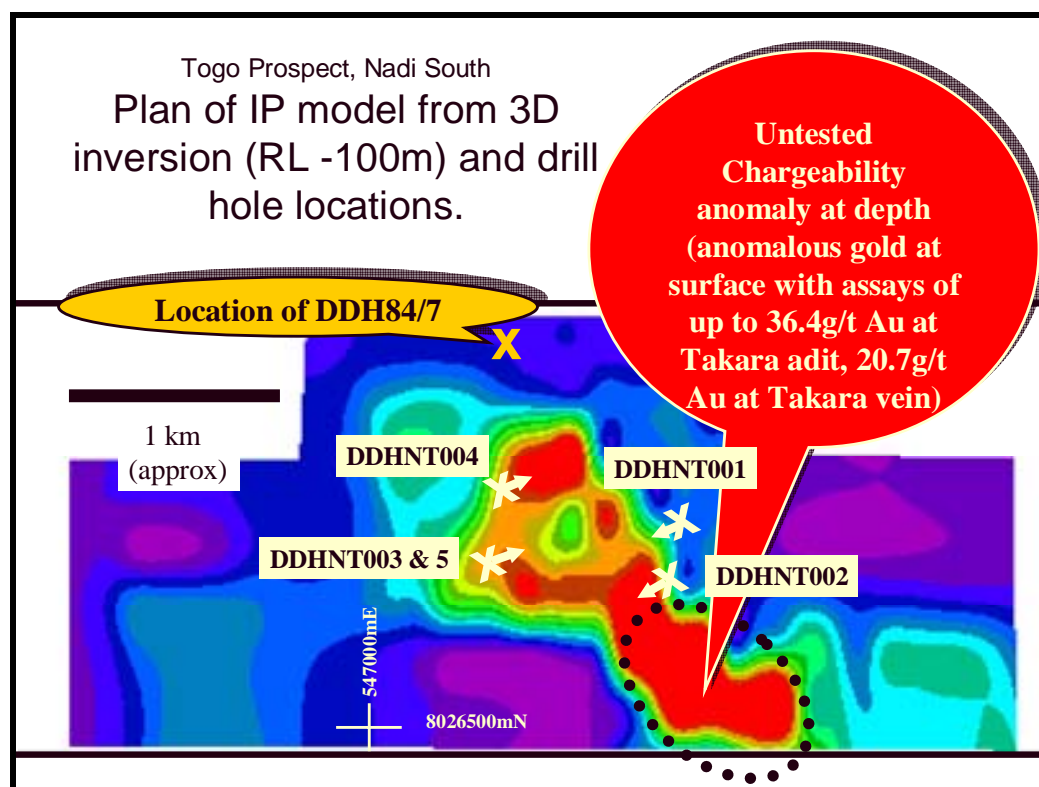 Togo Prospect, Nadi South
Plan of IP model from 3D
inversion (RL -100m) and drill
hole locations.
Untested
Chargeability
anomaly at depth
(anomalous gold at
surface with assays of
up to 36.4g/t Au at
Takara adit, 20.7g/t
Au at Takara vein)
Location of DDH84/7
X
1 km
(approx)
DDHNT004
X
DDHNT001
X
DDHNT003 & 5
X
DDHNT002
X
547000mE
8026500mN